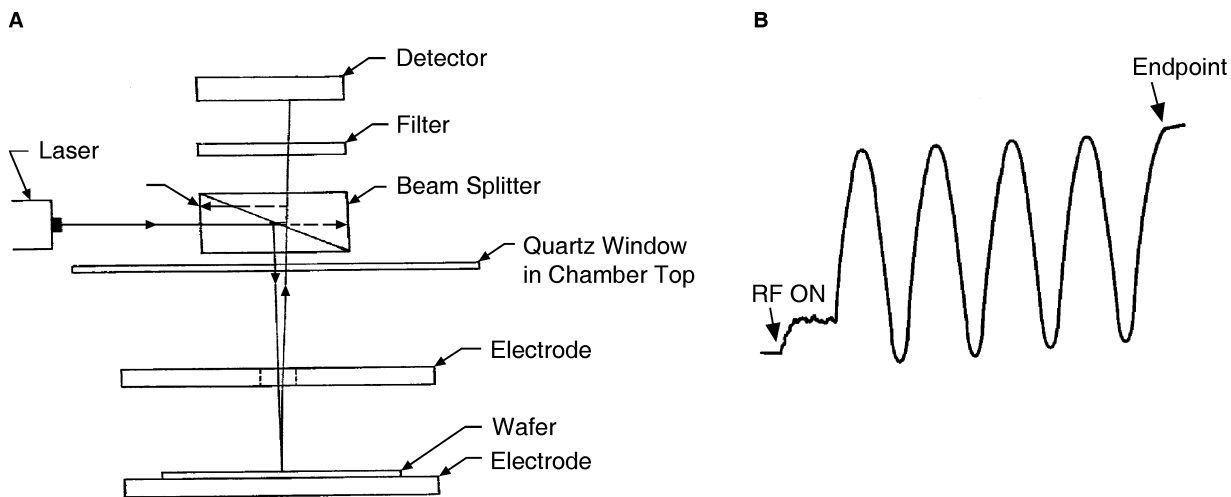 A
Detector
Filter
Laser
Beam Splitter
Quartz Window
in Chamber Top
Electrode
Wafer
Electrode
B
Endpoint
RF ON